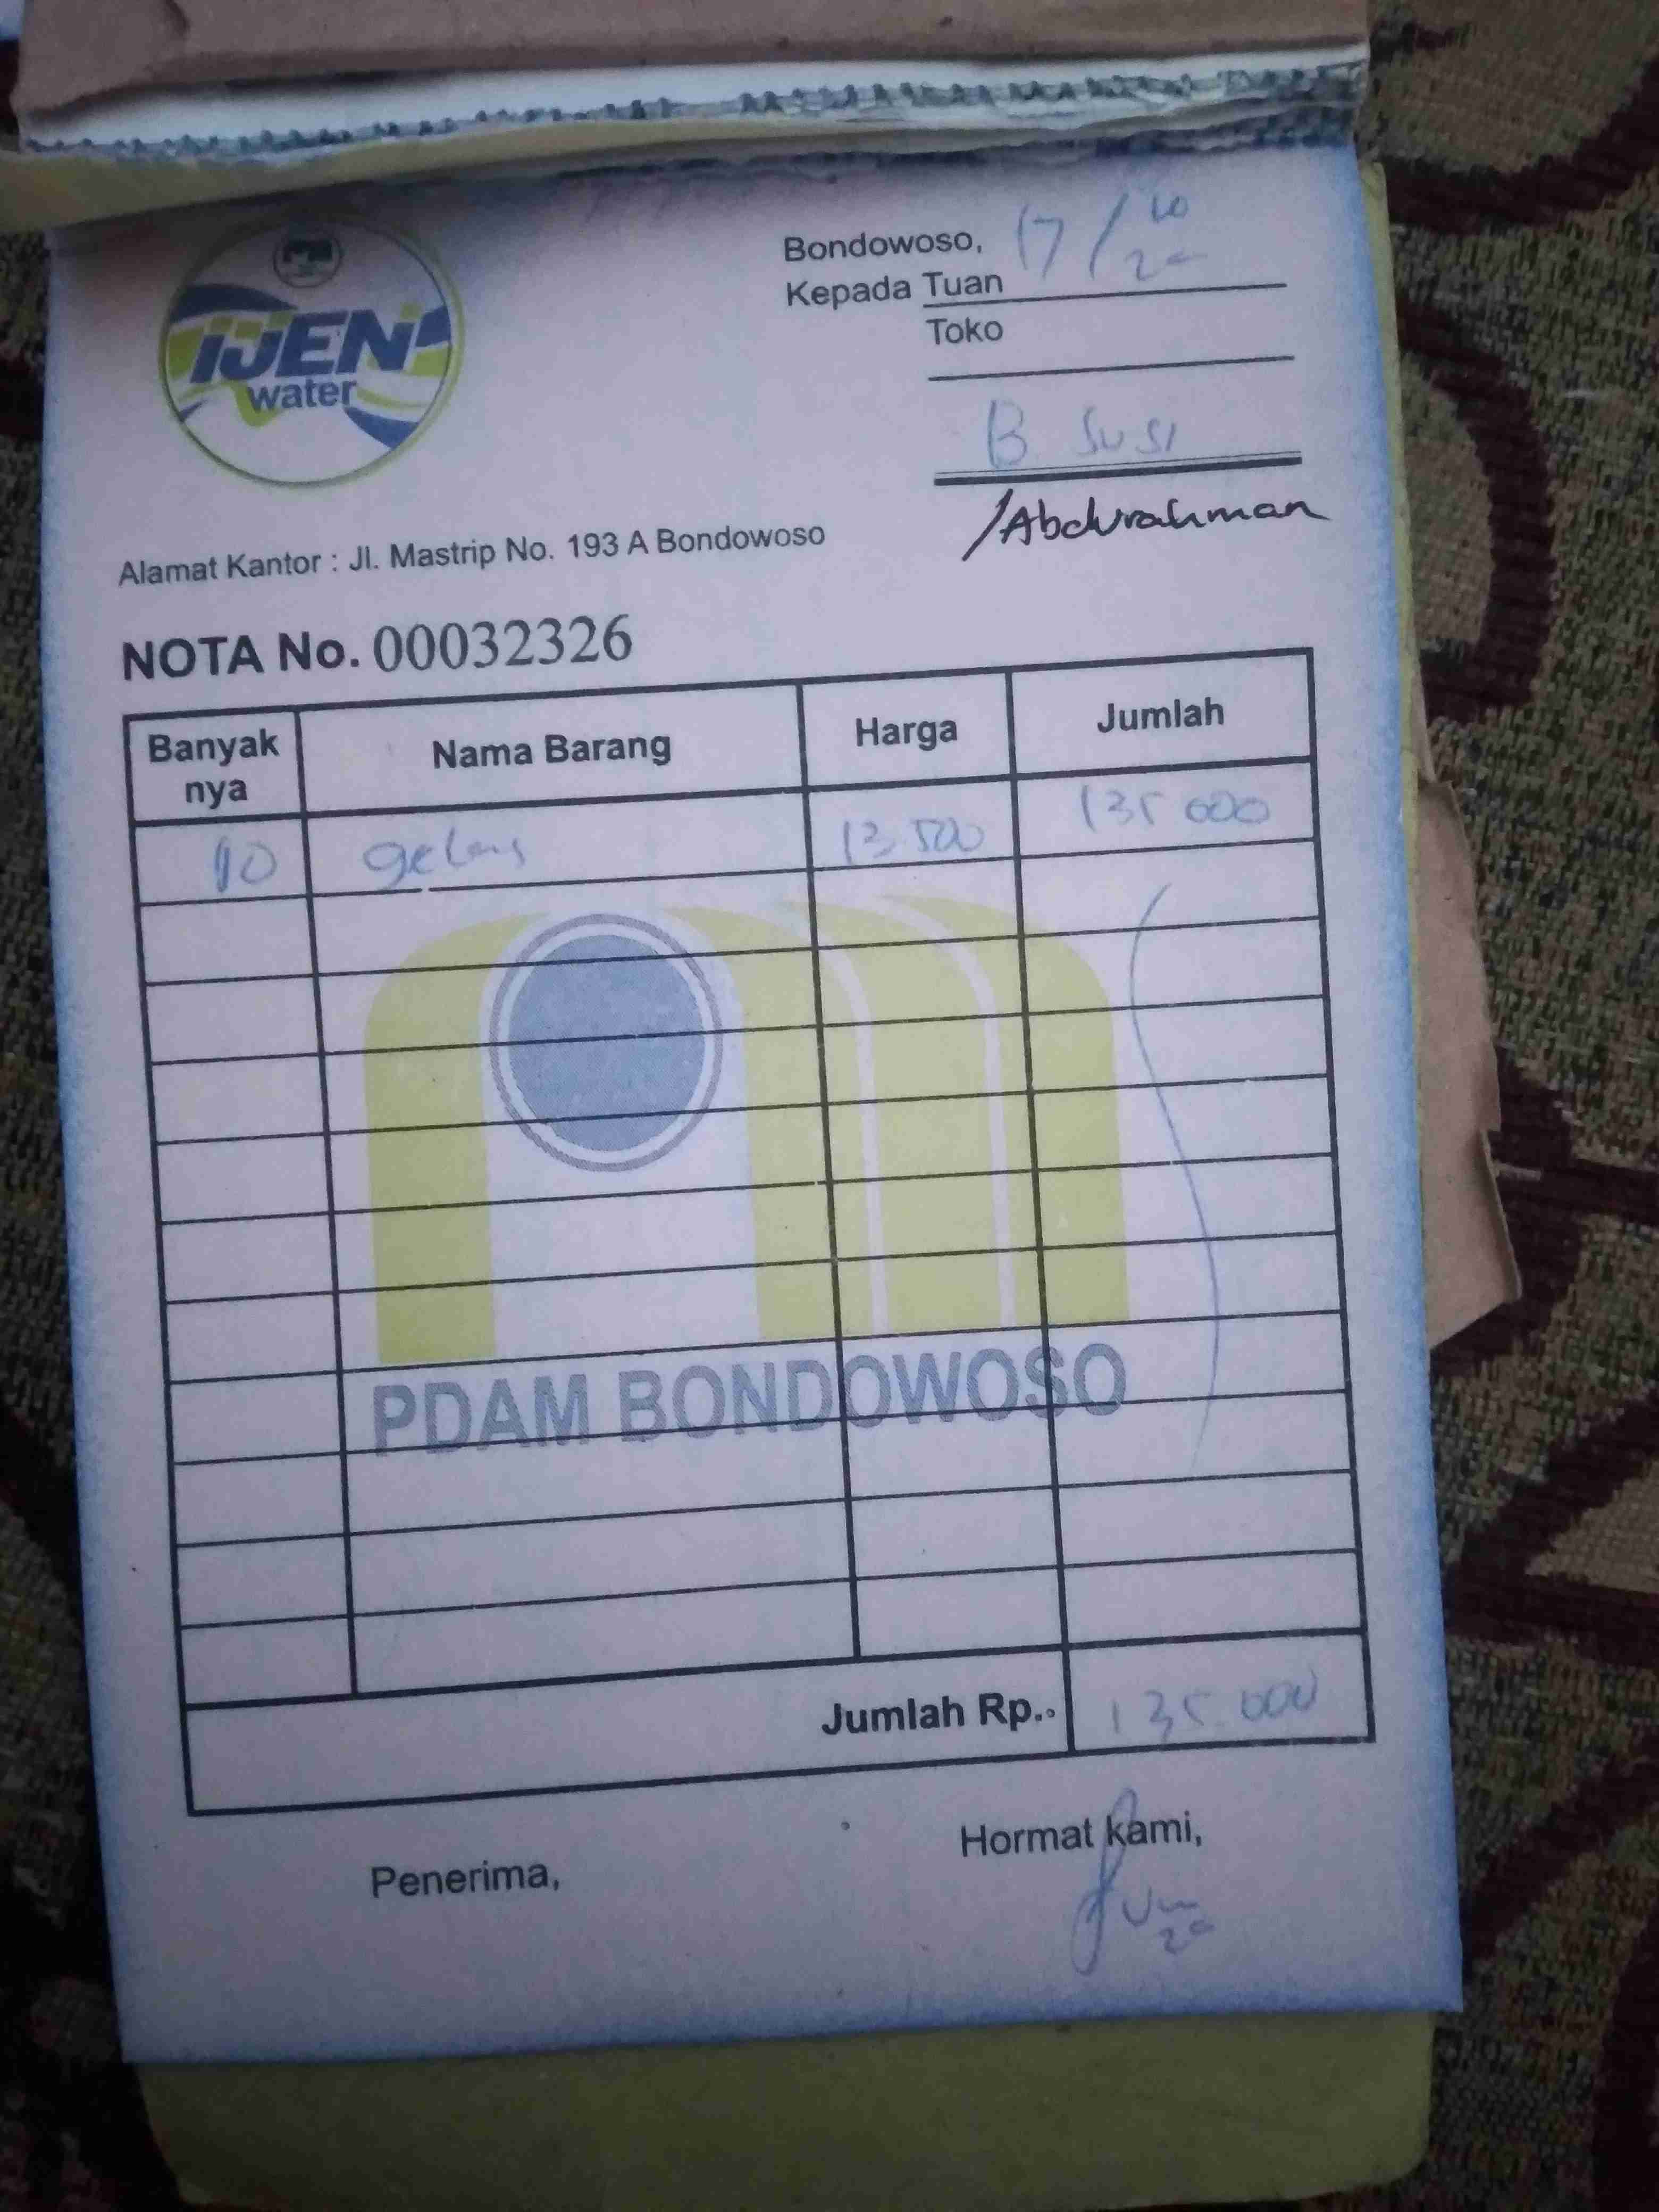 IJEN
water
Bondowoso, 17/10
20
Kepada Tuan
Toko
B SUSI
/Abdurahman
Alamat Kantor : Jl. Mastrip No. 193 A Bondowoso
NOTA No. 00032326
Banyak nya Nama Barang Harga Jumlah
10 gelas 13 500 135 000
PDAM BONDOWOSO
Jumlah Rp.. 135.000
Penerima, Hormat kami,